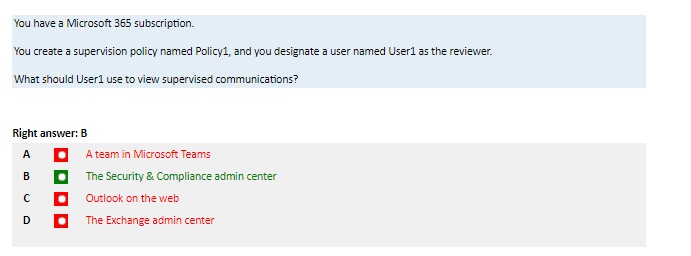 You have a Microsoft 365 subscription.
You create a supervision policy named Policy1, and you designate a user named User1 as the reviewer.
What should User1 use to view supervised communications?
Right answer: B
A A team in Microsoft Teams
B The Security & Compliance admin center
C Outlook on the web
D The Exchange admin center